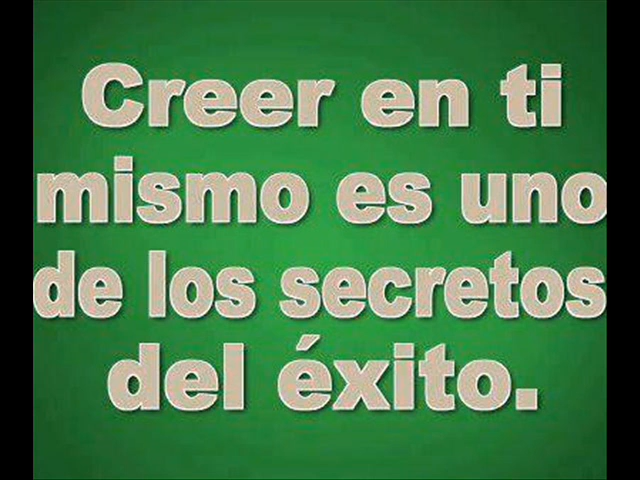 Creer en ti
mismo es uno
de los secretos
del éxito.